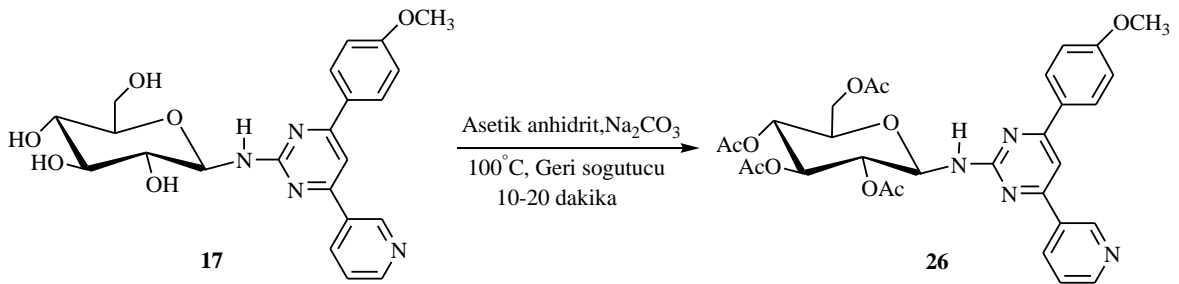 OCH3
OH
HO
HO
OH
O
H
N
N
N
N
17
Asetik anhidrit,Na2CO3
100°C, Geri sogutucu
10-20 dakika
OCH3
OAc
AcO
AcO
OAc
O
H
N
N
N
N
26